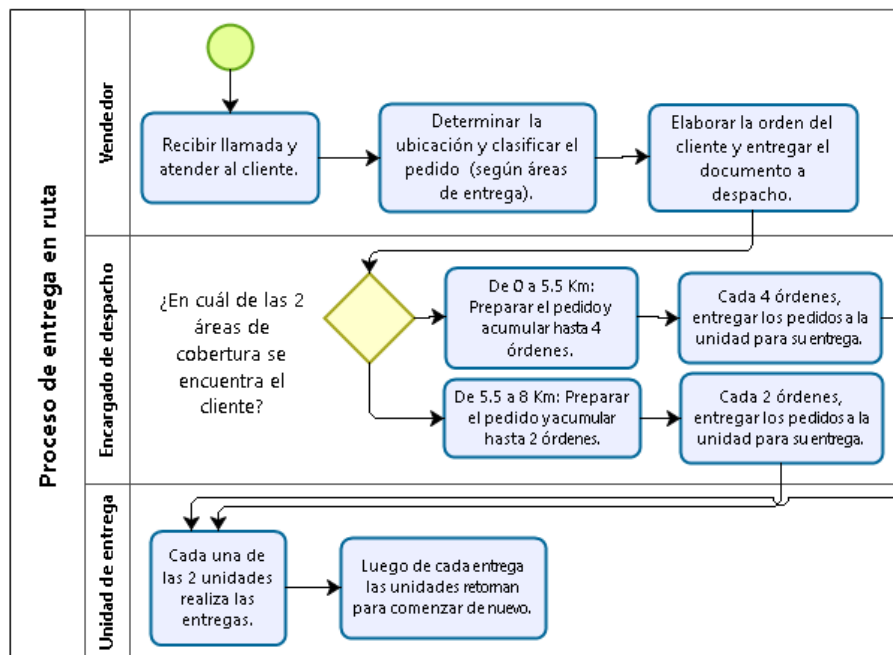 Proceso de entrega en ruta
Vendedor
Recibir llamada y
atender al cliente.
Determinar la
ubicación y clasificar el
pedido (según áreas
de entrega).
Elaborar la orden del
cliente y entregar el
documento a
despacho.
Encargado de despacho
¿En cuál de las 2
áreas de
cobertura se
encuentra el
cliente?
De 0 a 5.5 Km:
Preparar el pedido y
acumular hasta 4
órdenes.
Cada 4 órdenes,
entregar los pedidos a la
unidad para su entrega.
De 5.5 a 8 Km: Preparar
el pedido y acumular
hasta 2 órdenes.
Cada 2 órdenes,
entregar los pedidos a la
unidad para su entrega.
Unidad de entrega
Cada una de
las 2 unidades
realiza las
entregas.
Luego de cada entrega
las unidades retornan
para comenzar de nuevo.